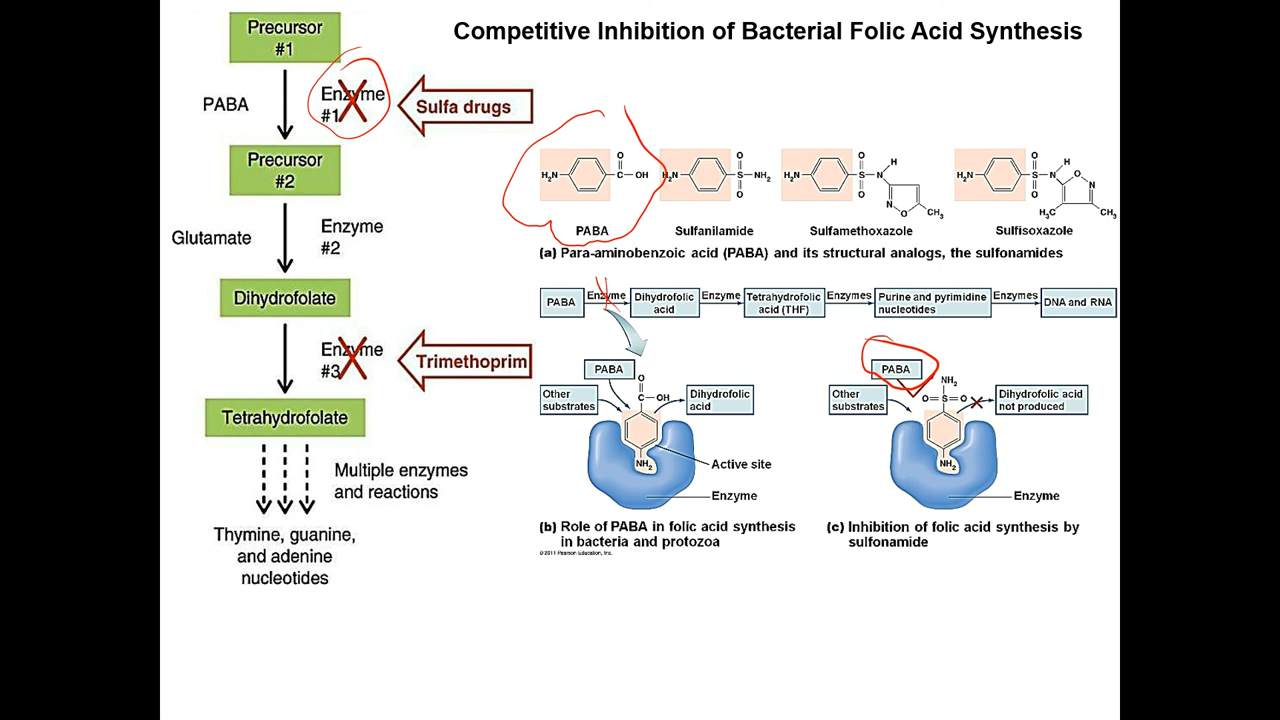 Competitive Inhibition of Bacterial Folic Acid Synthesis
Precursor
#1
PABA
Enzyme
#1
Sulfa drugs
Precursor
#2
Glutamate
Enzyme
#2
Dihydrofolate
Enzyme
#3
Trimethoprim
Tetrahydrofolate
Multiple enzymes
and reactions
Thymine, guanine,
and adenine
nucleotides
H₂N
O
C
OH
H₂N
O
S
NH₂
O
H₂N
O
S
O
N
H
N
O
CH₃
H₂N
O
S
O
N
H
O
N
H₃C
CH₃
PABA
Sulfanilamide
Sulfamethoxazole
Sulfisoxazole
(a) Para-aminobenzoic acid (PABA) and its structural analogs, the sulfonamides
PABA
Enzyme
Dihydrofolic
acid
Enzyme
Tetrahydrofolic
acid (THF)
Enzymes
Purine and pyrimidine
nucleotides
Enzymes
DNA and RNA
PABA
Other
substrates
O
C
OH
Dihydrofolic
acid
NH₂
Active site
Enzyme
(b) Role of PABA in folic acid synthesis
in bacteria and protozoa
©2011 Pearson Education, Inc.
PABA
Other
substrates
NH₂
O=S=O
Dihydrofolic acid
not produced
NH₂
Enzyme
(c) Inhibition of folic acid synthesis by
sulfonamide